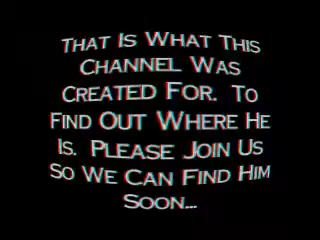 That Is What This
Channel Was
Created For.  To
Find Out Where He
Is.  Please Join Us
So We Can Find Him
Soon...